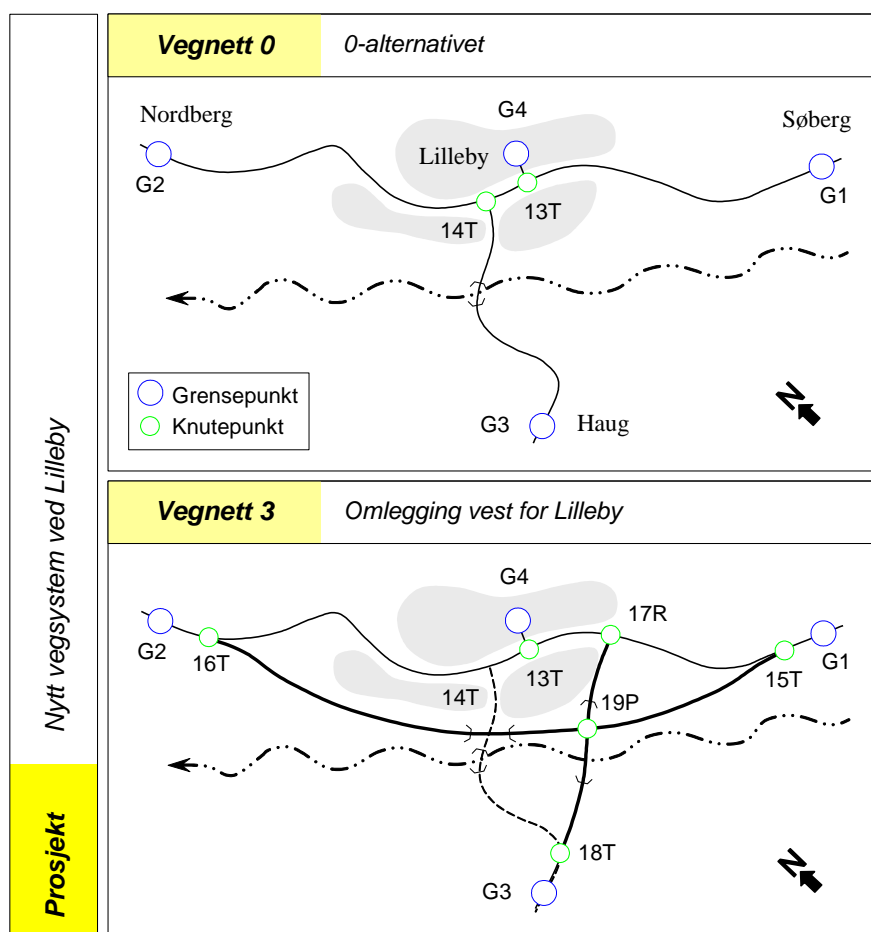 Vegnett 0
0-alternativet
G4
Nordberg
Søberg
Lilleby
G2
G1
13T
14T
Grensepunkt
Knutepunkt
G3
Haug
N
Vegnett 3
Omlegging vest for Lilleby
G4
17R
G2
16T
G1
13T
15T
14T
19P
18T
G3
N
Nytt vegsystem ved Lilleby
Prosjekt